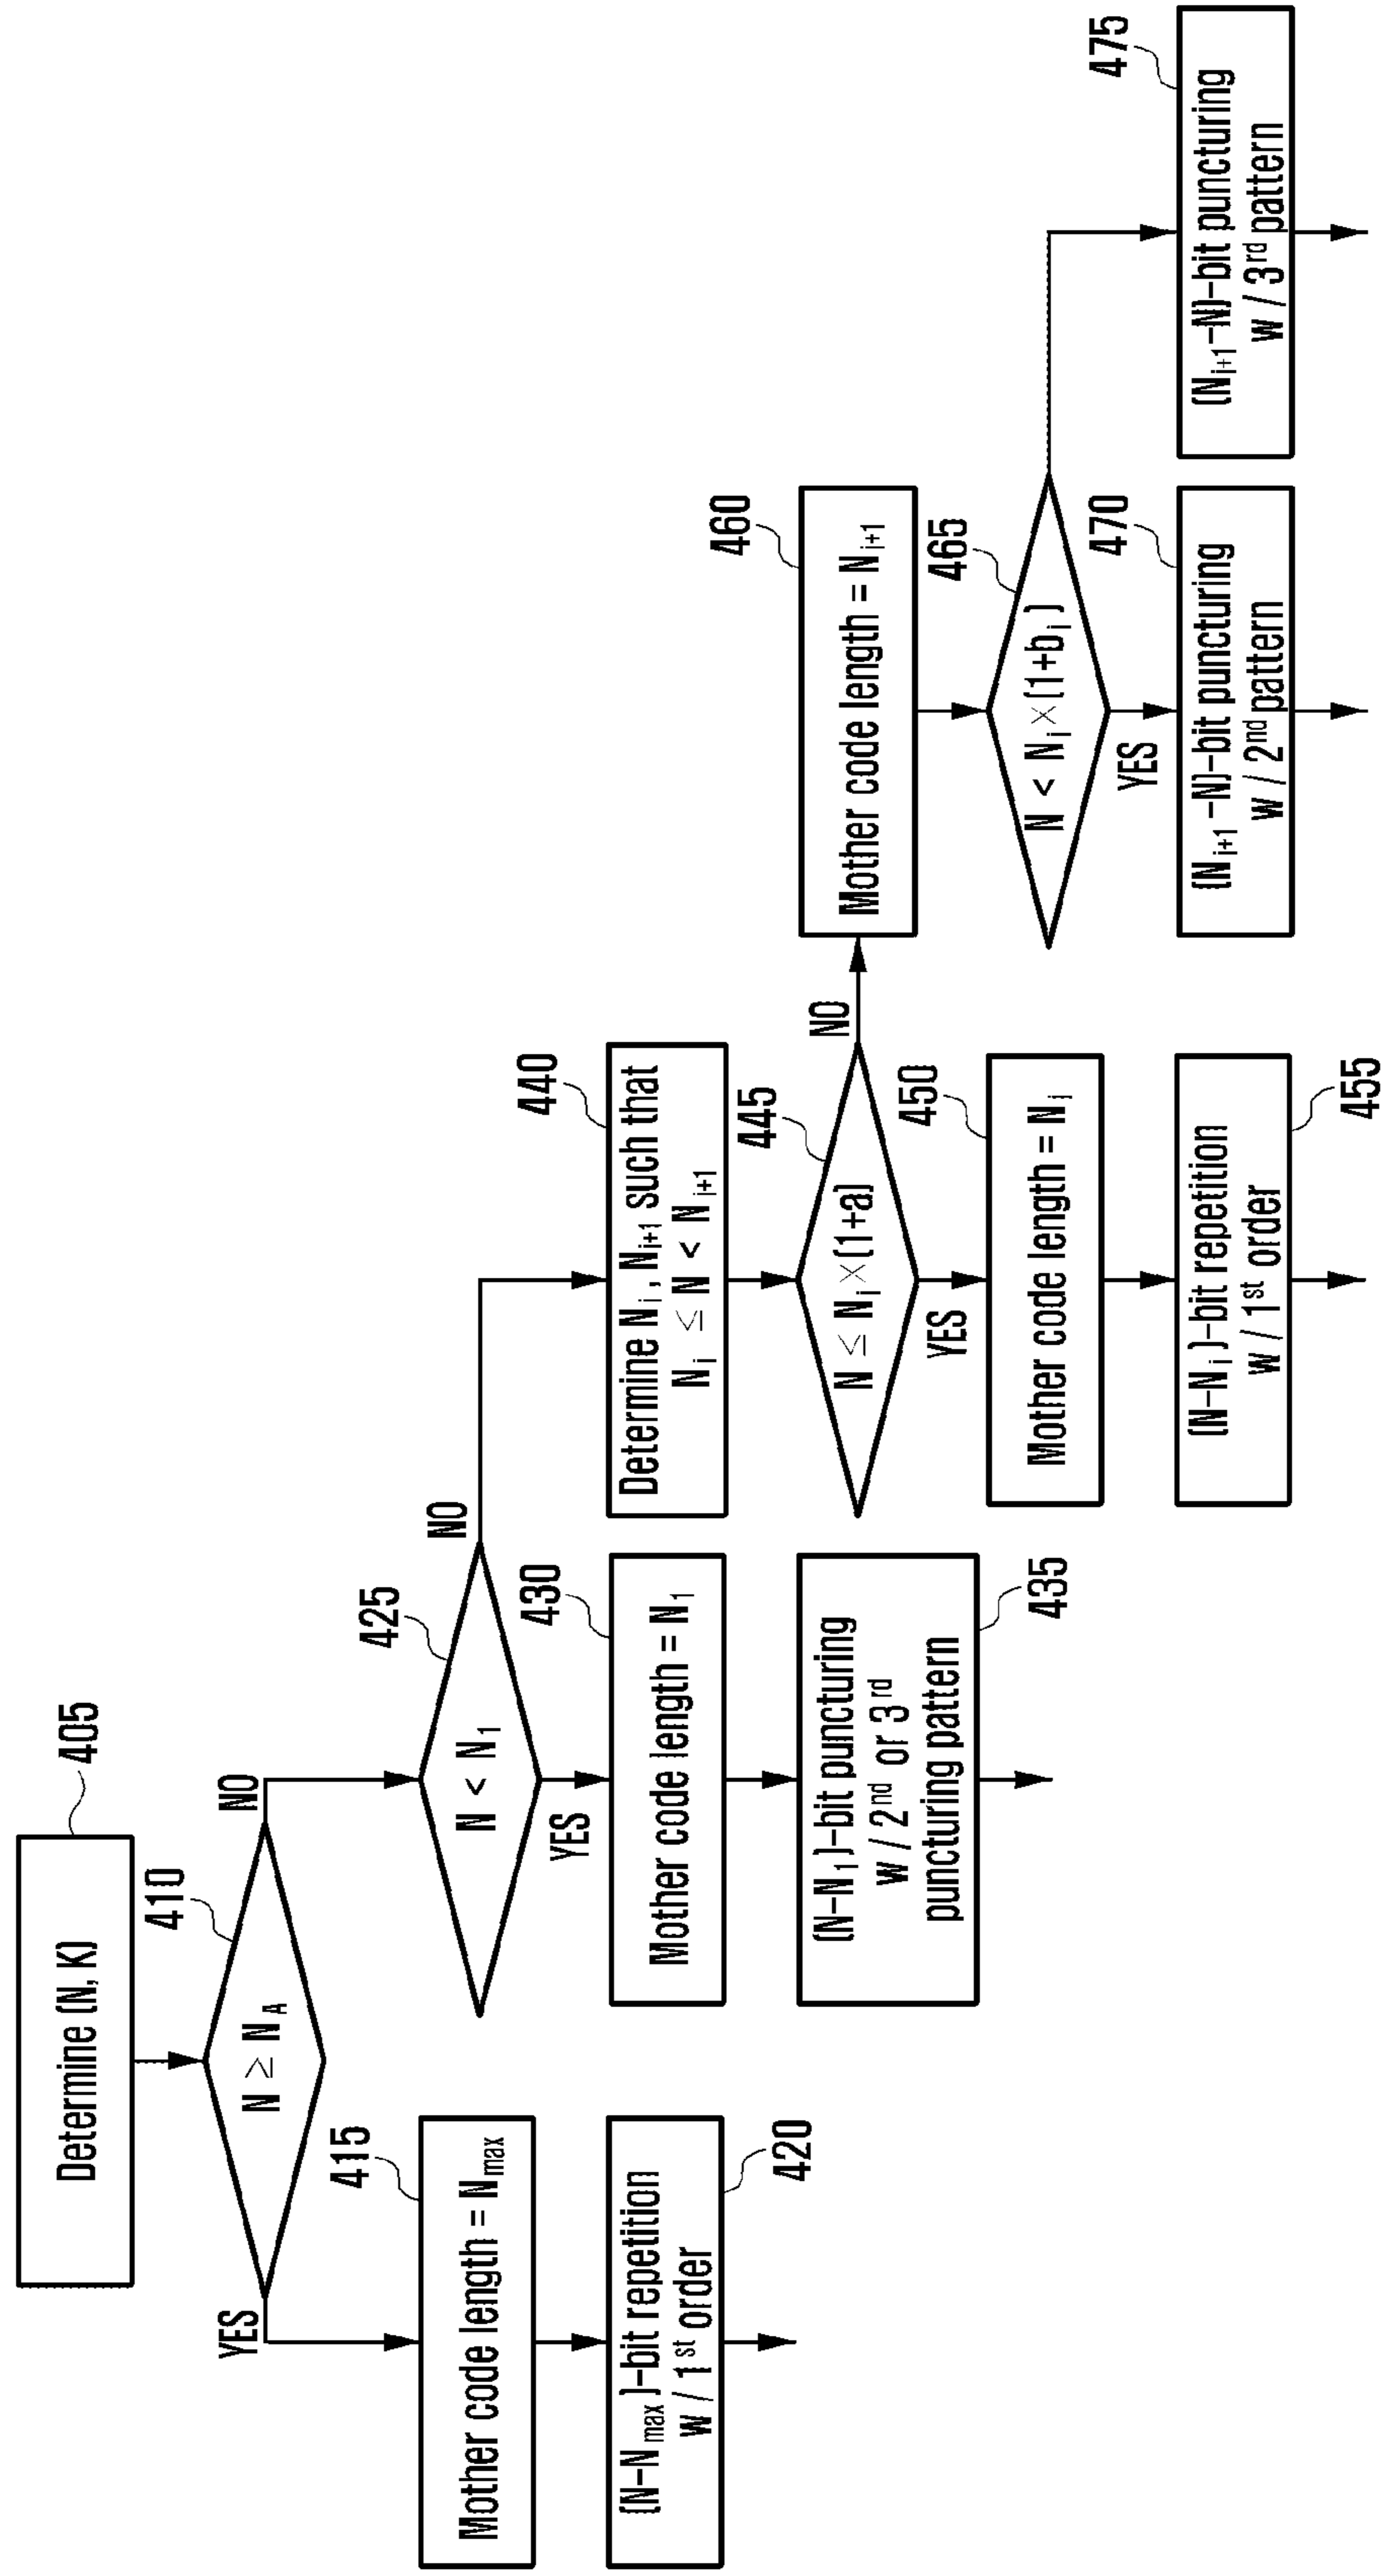 Determine (N, K)
405
N ≥ N_A
410
YES
NO
Mother code length = N_max
415
(N−N_max)−bit repetition
w / 1st order
420
N < N_1
425
YES
NO
Mother code length = N_1
430
(N−N_1)−bit puncturing
w / 2nd or 3rd
puncturing pattern
435
Determine N_i, N_i+1 such that
N_i ≤ N < N_i+1
440
N ≤ N_i×(1+a)
445
YES
NO
Mother code length = N_i
450
(N−N_i)−bit repetition
w / 1st order
455
Mother code length = N_i+1
460
N < N_i×(1+b_i)
465
YES
(N_i+1−N)−bit puncturing
w / 2nd pattern
470
(N_i+1−N)−bit puncturing
w / 3rd pattern
475